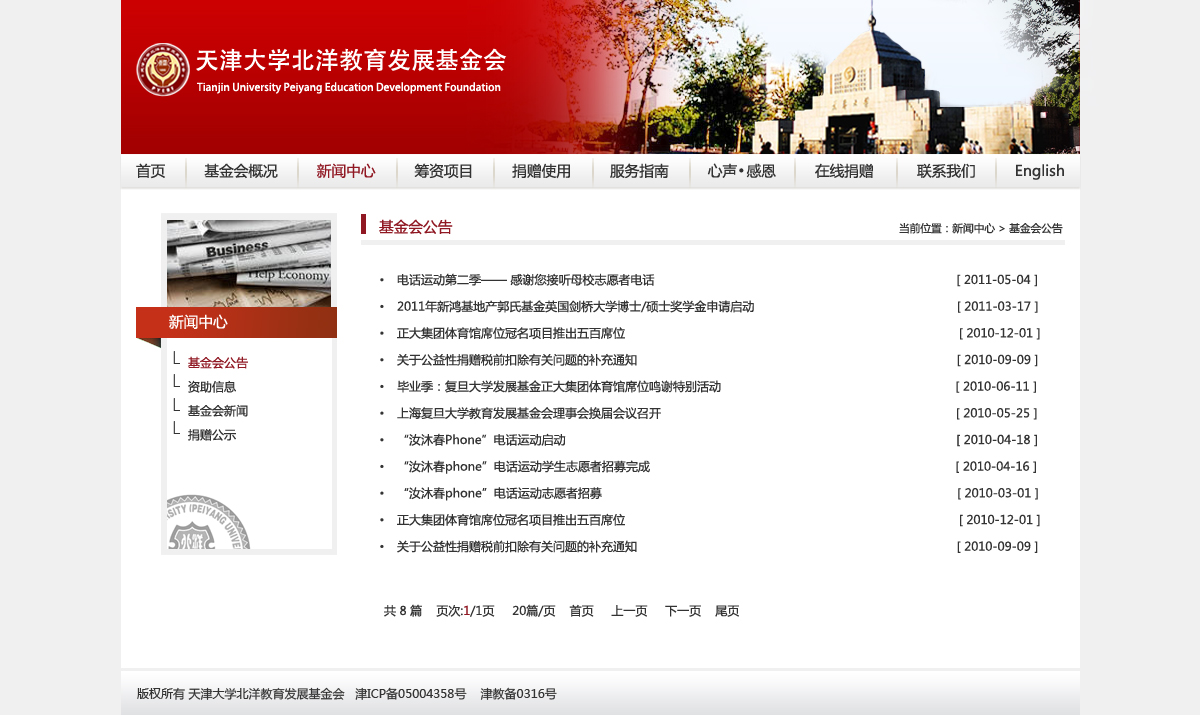 天津大学北洋教育发展基金会
Tianjin University Peiyang Education Development Foundation
首页 基金会概况 新闻中心 筹资项目 捐赠使用 服务指南 心声•感恩 在线捐赠 联系我们 English
Business
Help Economy
新闻中心
基金会公告
资助信息
基金会新闻
捐赠公示
基金会公告
当前位置：新闻中心 > 基金会公告
• 电话运动第二季—— 感谢您接听母校志愿者电话 [ 2011-05-04 ]
• 2011年新鸿基地产郭氏基金英国剑桥大学博士/硕士奖学金申请启动 [ 2011-03-17 ]
• 正大集团体育馆席位冠名项目推出五百席位 [ 2010-12-01 ]
• 关于公益性捐赠税前扣除有关问题的补充通知 [ 2010-09-09 ]
• 毕业季：复旦大学发展基金正大集团体育馆席位鸣谢特别活动 [ 2010-06-11 ]
• 上海复旦大学教育发展基金会理事会换届会议召开 [ 2010-05-25 ]
• “汝沐春Phone”电话运动启动 [ 2010-04-18 ]
• “汝沐春phone”电话运动学生志愿者招募完成 [ 2010-04-16 ]
• “汝沐春phone”电话运动志愿者招募 [ 2010-03-01 ]
• 正大集团体育馆席位冠名项目推出五百席位 [ 2010-12-01 ]
• 关于公益性捐赠税前扣除有关问题的补充通知 [ 2010-09-09 ]
共 8 篇 页次:1/1页 20篇/页 首页 上一页 下一页 尾页
版权所有 天津大学北洋教育发展基金会 津ICP备05004358号 津教备0316号